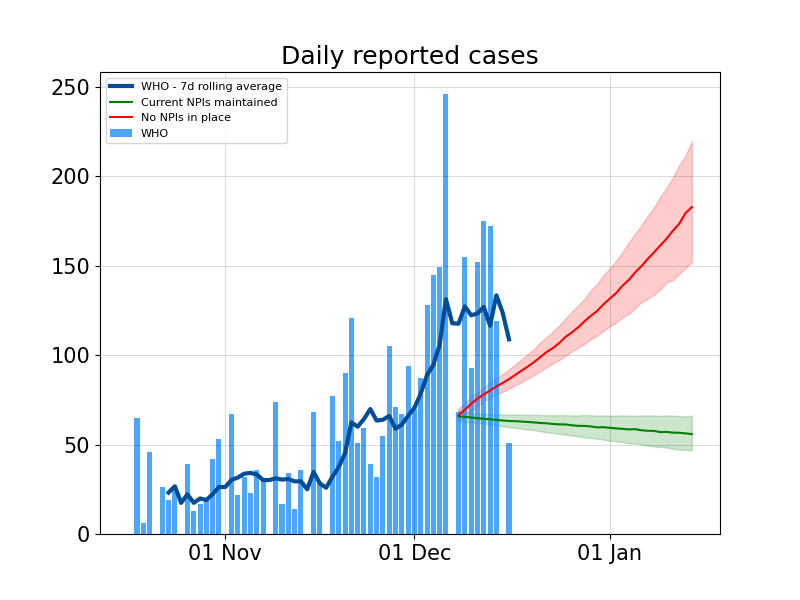 Daily reported cases
WHO - 7d rolling average
Current NPIs maintained
No NPIs in place
WHO
250
200
150
100
50
0
01 Nov
01 Dec
01 Jan